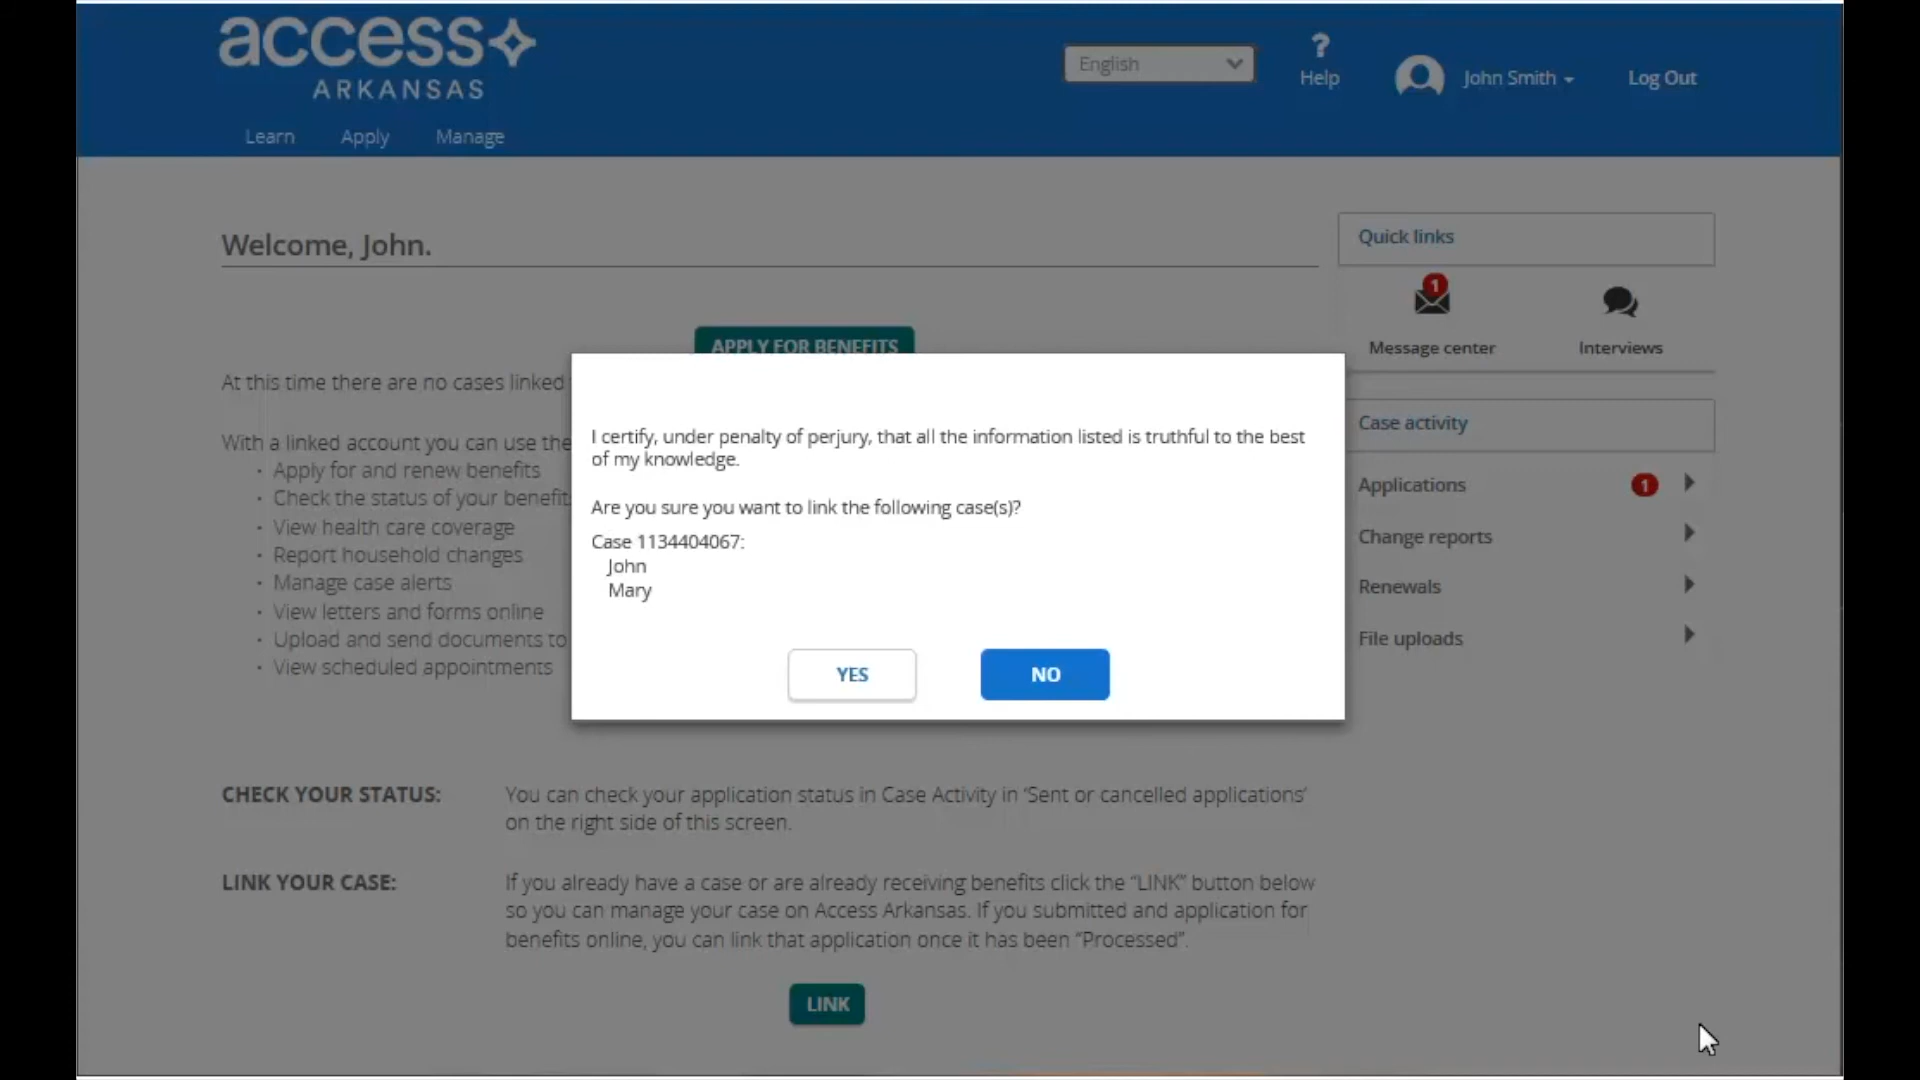 access
ARKANSAS
English
?
Help
John Smith
Log Out
Learn
Apply
Manage
Welcome, John.
Quick links
1
Message center
Interviews
APPLY FOR BENEFITS
At this time there are no cases linked
With a linked account you can use the
· Apply for and renew benefits
· Check the status of your benefit
· View health care coverage
· Report household changes
· Manage case alerts
· View letters and forms online
· Upload and send documents to
· View scheduled appointments
I certify, under penalty of perjury, that all the information listed is truthful to the best
of my knowledge.
Are you sure you want to link the following case(s)?
Case 1134404067:
John
Mary
YES
NO
Case activity
Applications
1
Change reports
Renewals
File uploads
CHECK YOUR STATUS:
You can check your application status in Case Activity in ‘Sent or cancelled applications’
on the right side of this screen.
LINK YOUR CASE:
If you already have a case or are already receiving benefits click the “LINK” button below
so you can manage your case on Access Arkansas. If you submitted and application for
benefits online, you can link that application once it has been “Processed”.
LINK